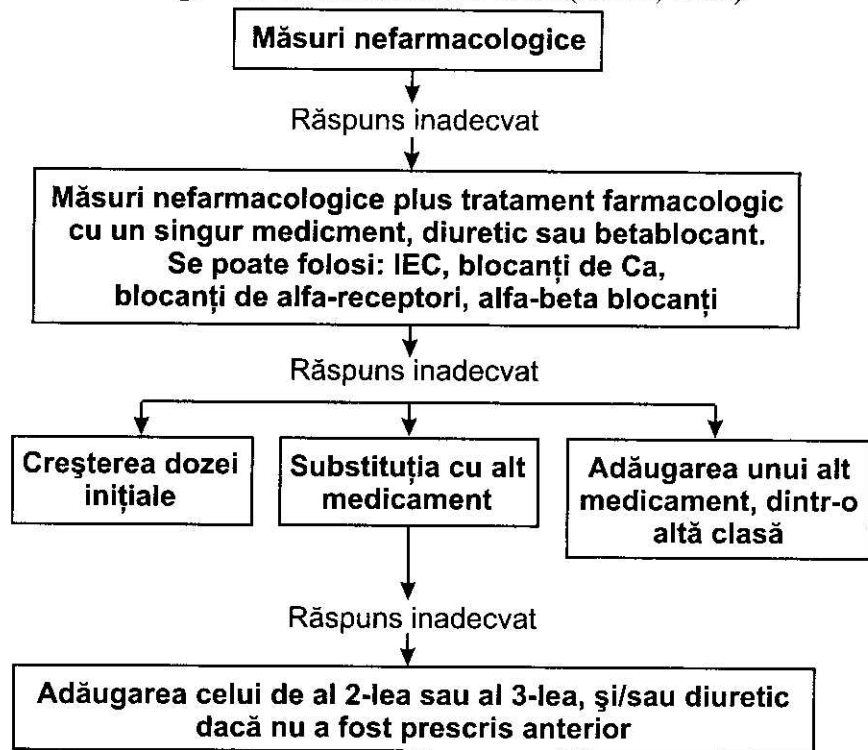 Măsuri nefarmacologice
Răspuns inadecvat
Măsuri nefarmacologice plus tratament farmacologic
cu un singur medicment, diuretic sau betablocant.
Se poate folosi: IEC, blocanți de Ca,
blocanți de alfa-receptori, alfa-beta blocanți
Răspuns inadecvat
Creşterea dozei
inițiale
Substituția cu alt
medicament
Adăugarea unui alt
medicament, dintr-o
altă clasă
Răspuns inadecvat
Adăugarea celui de al 2-lea sau al 3-lea, şi/sau diuretic
dacă nu a fost prescris anterior